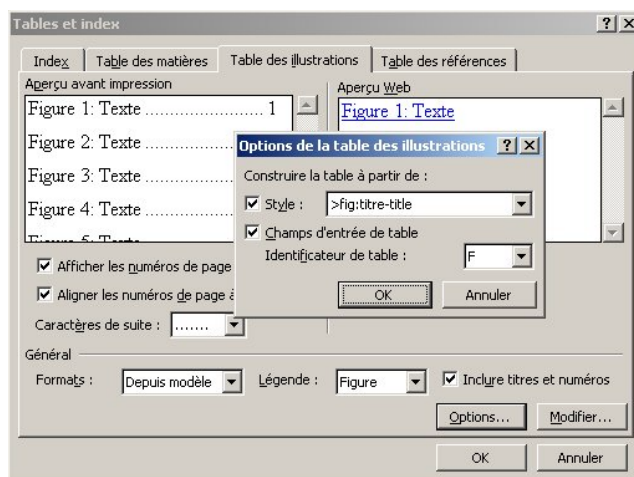 Tables et index
Index
Table des matières
Table des illustrations
Table des références
Aperçu avant impression
Aperçu Web
Figure 1: Texte ........................ 1
Figure 2: Texte
Figure 3: Texte
Figure 4: Texte
Figure 5: Texte
Figure 1: Texte
Options de la table des illustrations
Construire la table à partir de :
Style :
>fig:titre-title
Champs d'entrée de table
Identificateur de table :
F
OK
Annuler
Afficher les numéros de page
Aligner les numéros de page à
Caractères de suite :
.......
Général
Formats :
Depuis modèle
Légende :
Figure
Inclure titres et numéros
Options...
Modifier...
OK
Annuler